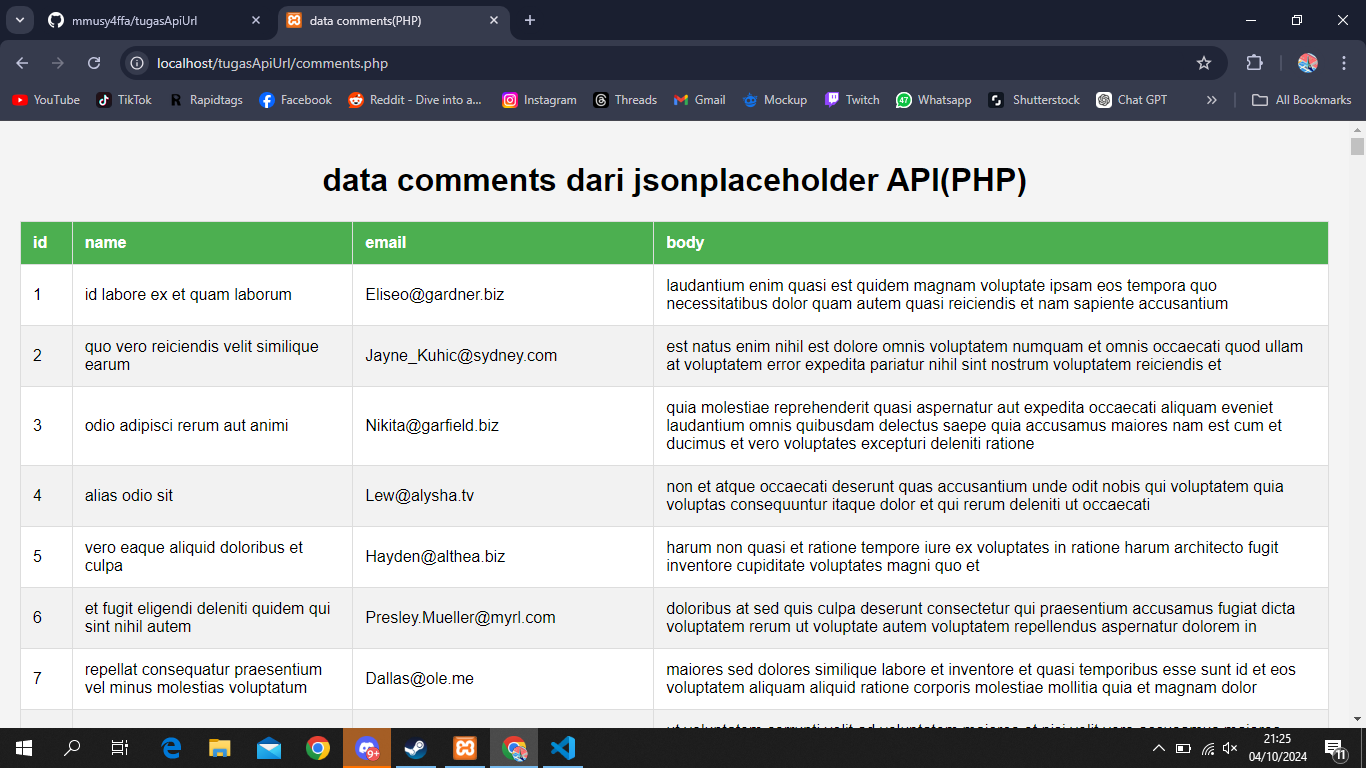 mmusy4ffa/tugasApiUrl
data comments(PHP)
localhost/tugasApiUrl/comments.php
YouTube
TikTok
Rapidtags
Facebook
Reddit - Dive into a...
Instagram
Threads
Gmail
Mockup
Twitch
47
Whatsapp
Shutterstock
Chat GPT
All Bookmarks
data comments dari jsonplaceholder API(PHP)
id name email body
1 id labore ex et quam laborum Eliseo@gardner.biz laudantium enim quasi est quidem magnam voluptate ipsam eos tempora quo
necessitatibus dolor quam autem quasi reiciendis et nam sapiente accusantium
2 quo vero reiciendis velit similique
earum
Jayne_Kuhic@sydney.com
est natus enim nihil est dolore omnis voluptatem numquam et omnis occaecati quod ullam
at voluptatem error expedita pariatur nihil sint nostrum voluptatem reiciendis et
3 odio adipisci rerum aut animi Nikita@garfield.biz
quia molestiae reprehenderit quasi aspernatur aut expedita occaecati aliquam eveniet
laudantium omnis quibusdam delectus saepe quia accusamus maiores nam est cum et
ducimus et vero voluptates excepturi deleniti ratione
4 alias odio sit Lew@alysha.tv
non et atque occaecati deserunt quas accusantium unde odit nobis qui voluptatem quia
voluptas consequuntur itaque dolor et qui rerum deleniti ut occaecati
5 vero eaque aliquid doloribus et
culpa
Hayden@althea.biz
harum non quasi et ratione tempore iure ex voluptates in ratione harum architecto fugit
inventore cupiditate voluptates magni quo et
6 et fugit eligendi deleniti quidem qui
sint nihil autem
Presley.Mueller@myrl.com
doloribus at sed quis culpa deserunt consectetur qui praesentium accusamus fugiat dicta
voluptatem rerum ut voluptate autem voluptatem repellendus aspernatur dolorem in
7 repellat consequatur praesentium
vel minus molestias voluptatum
Dallas@ole.me
maiores sed dolores similique labore et inventore et quasi temporibus esse sunt id et eos
voluptatem aliquam aliquid ratione corporis molestiae mollitia quia et magnam dolor
9+
21:25
04/10/2024
11